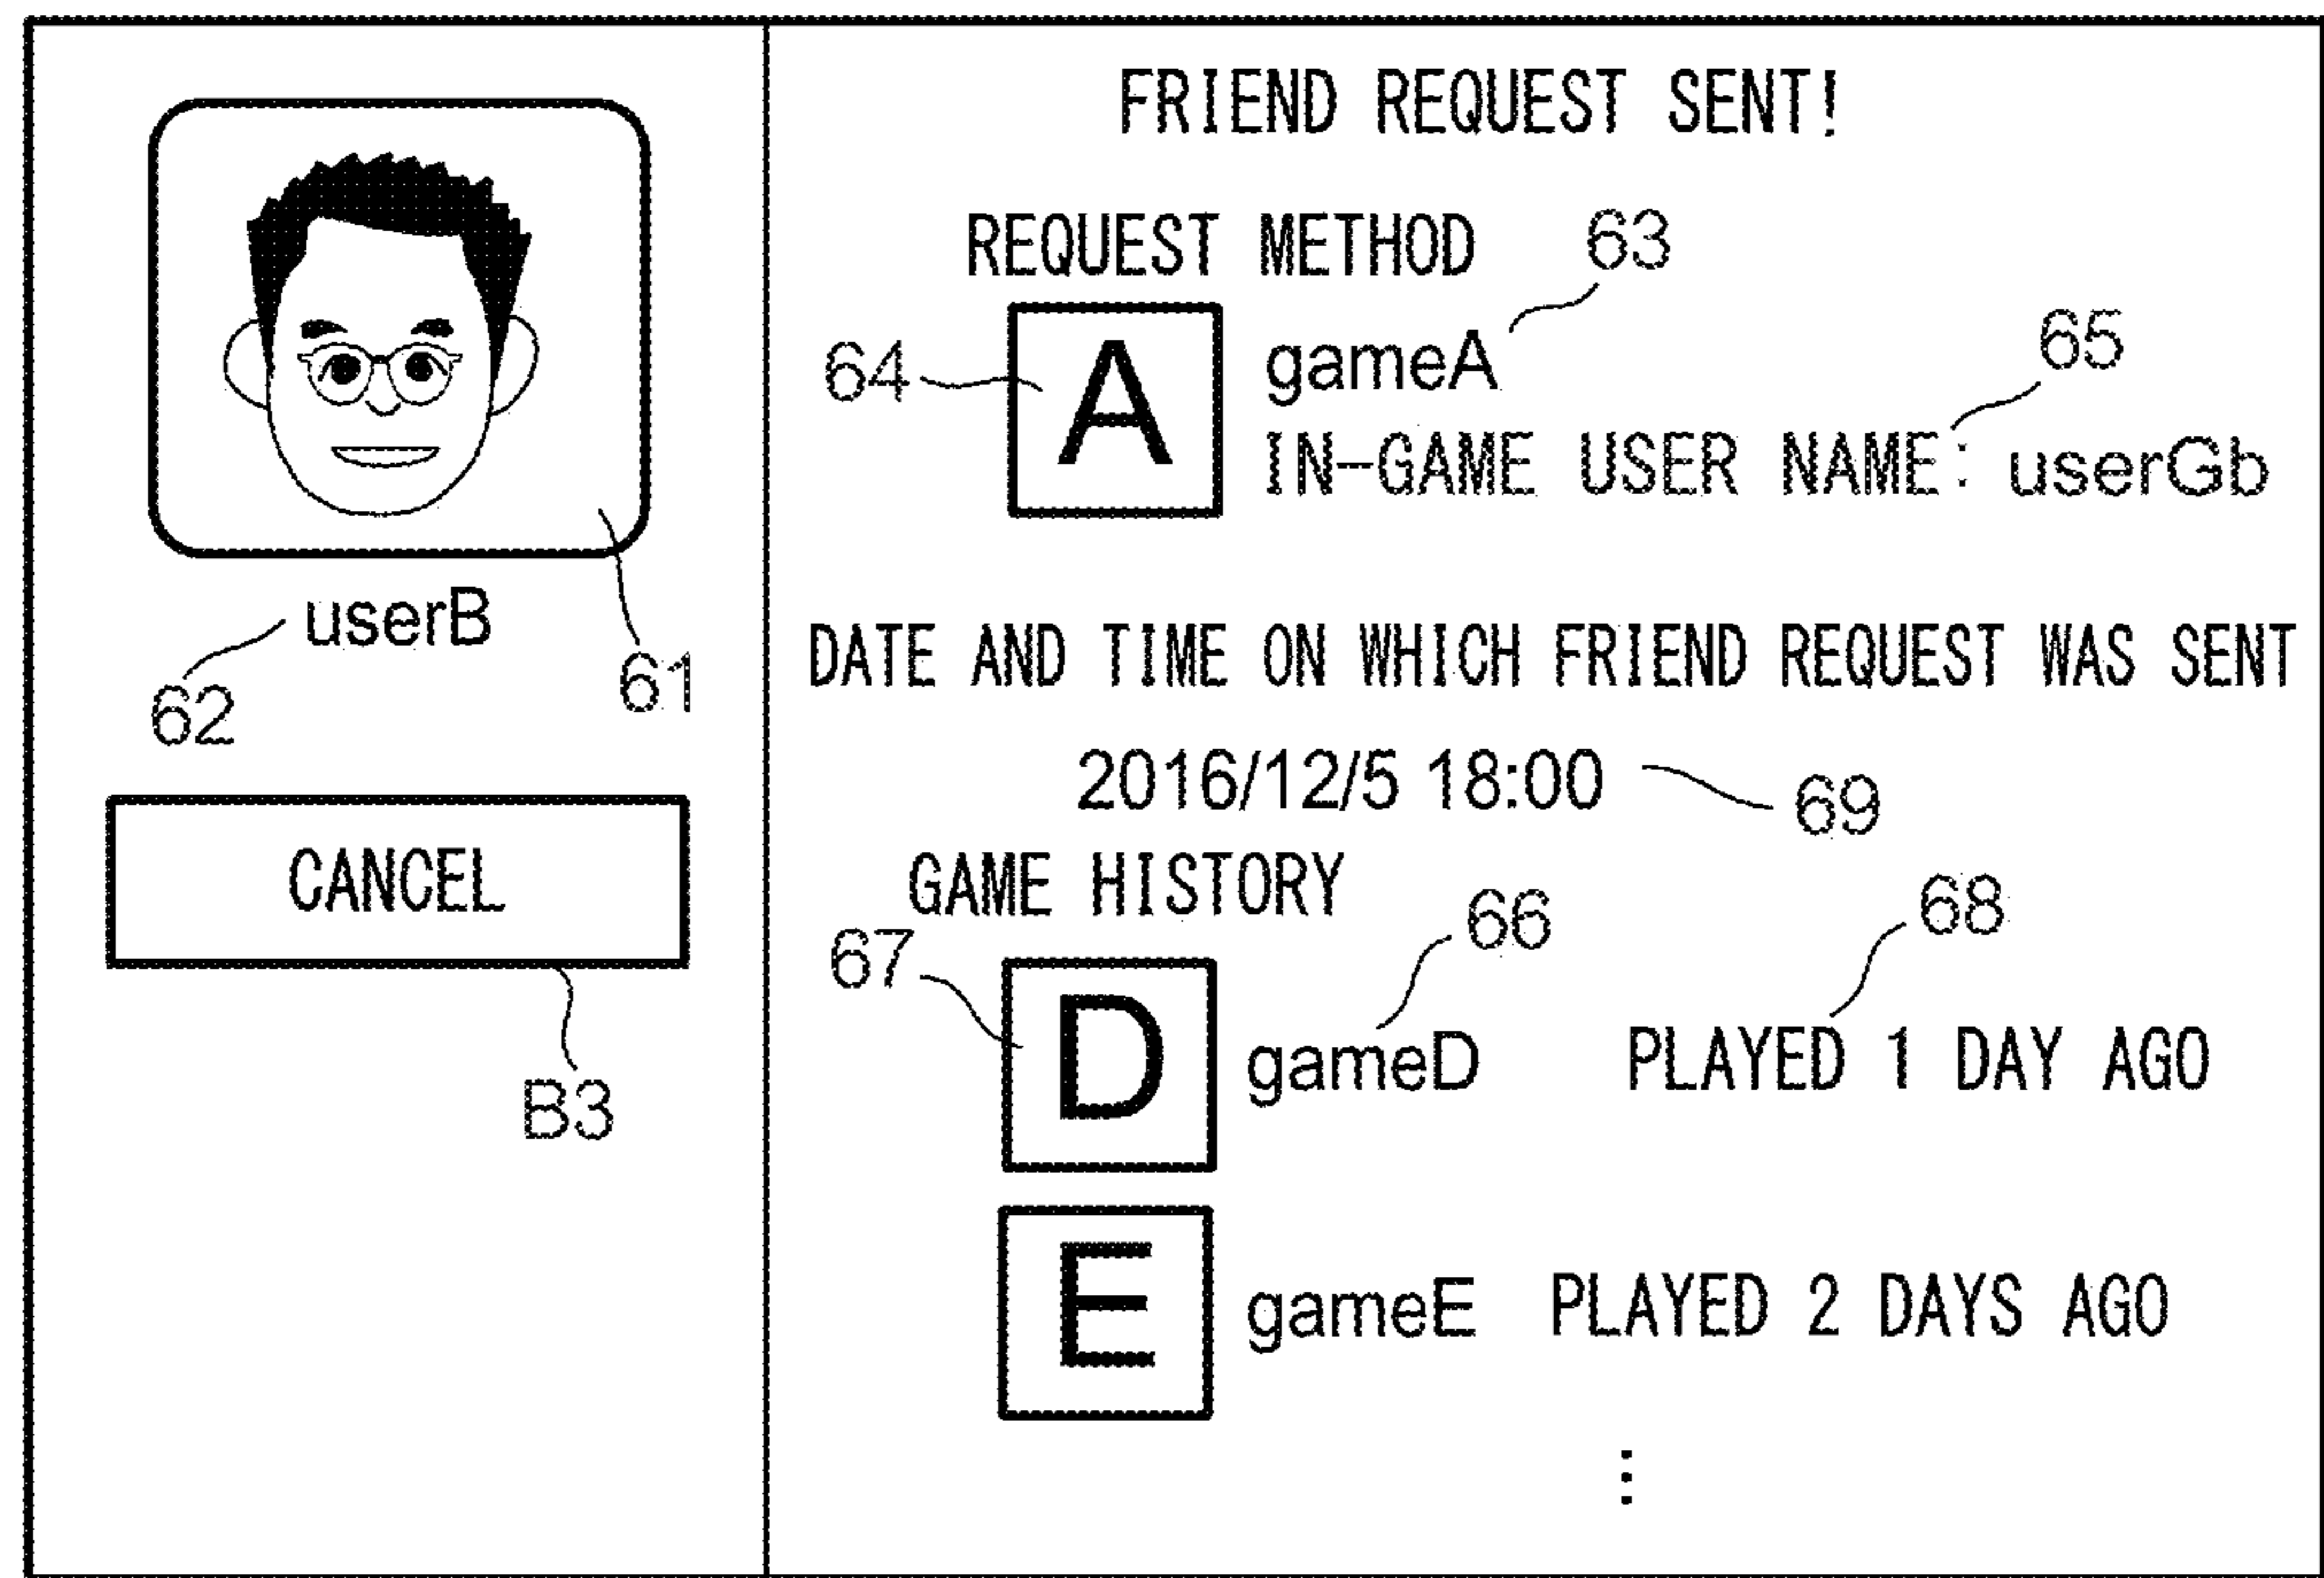 userB
62
61
CANCEL
B3
FRIEND REQUEST SENT!
REQUEST METHOD
63
64
A
gameA
65
IN-GAME USER NAME: userGb
DATE AND TIME ON WHICH FRIEND REQUEST WAS SENT
2016/12/5 18:00
69
GAME HISTORY
66
68
67
D
gameD
PLAYED 1 DAY AGO
E
gameE
PLAYED 2 DAYS AGO
⋮